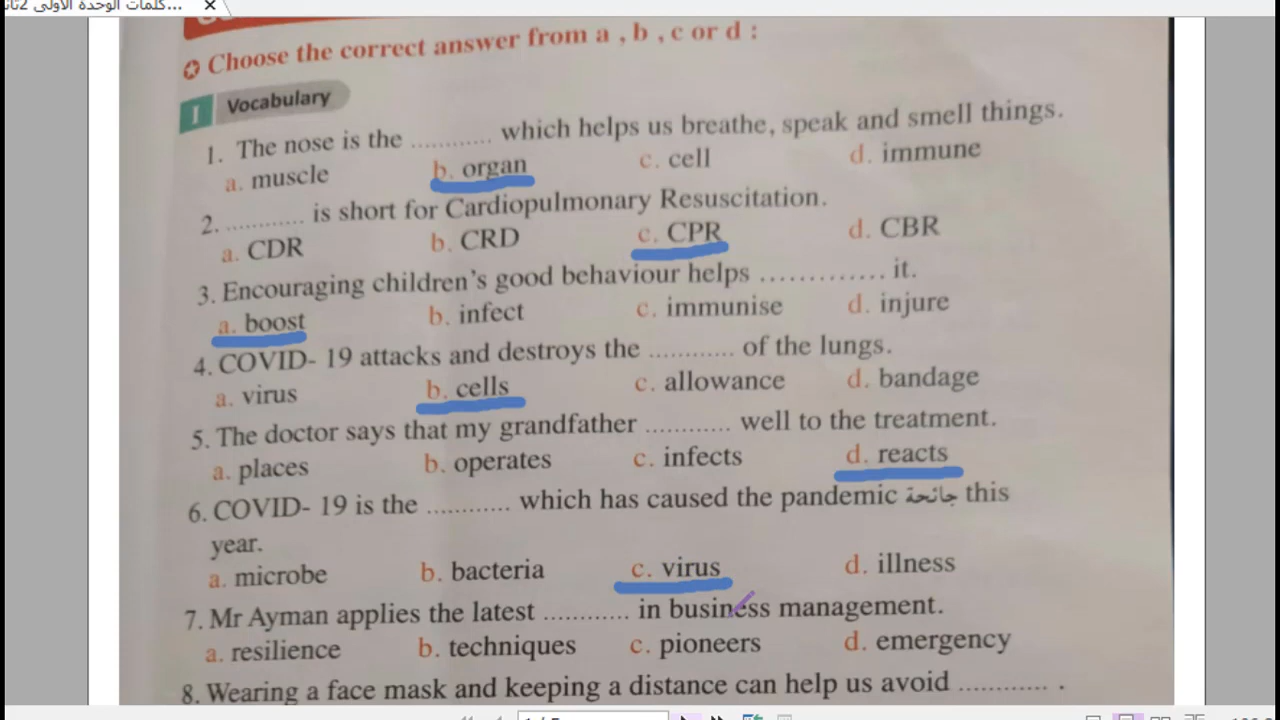 كلمات الوحدة الأولى 2ثان...
Choose the correct answer from a , b , c or d :
I Vocabulary
1. The nose is the ............ which helps us breathe, speak and smell things.
a. muscle b. organ c. cell d. immune
2. ............ is short for Cardiopulmonary Resuscitation.
a. CDR b. CRD c. CPR d. CBR
3. Encouraging children's good behaviour helps ............. it.
a. boost b. infect c. immunise d. injure
4. COVID- 19 attacks and destroys the ............ of the lungs.
a. virus b. cells c. allowance d. bandage
5. The doctor says that my grandfather ............ well to the treatment.
a. places b. operates c. infects d. reacts
6. COVID- 19 is the ............ which has caused the pandemic جائحة this
year.
a. microbe b. bacteria c. virus d. illness
7. Mr Ayman applies the latest ............ in business management.
a. resilience b. techniques c. pioneers d. emergency
8. Wearing a face mask and keeping a distance can help us avoid ............ .